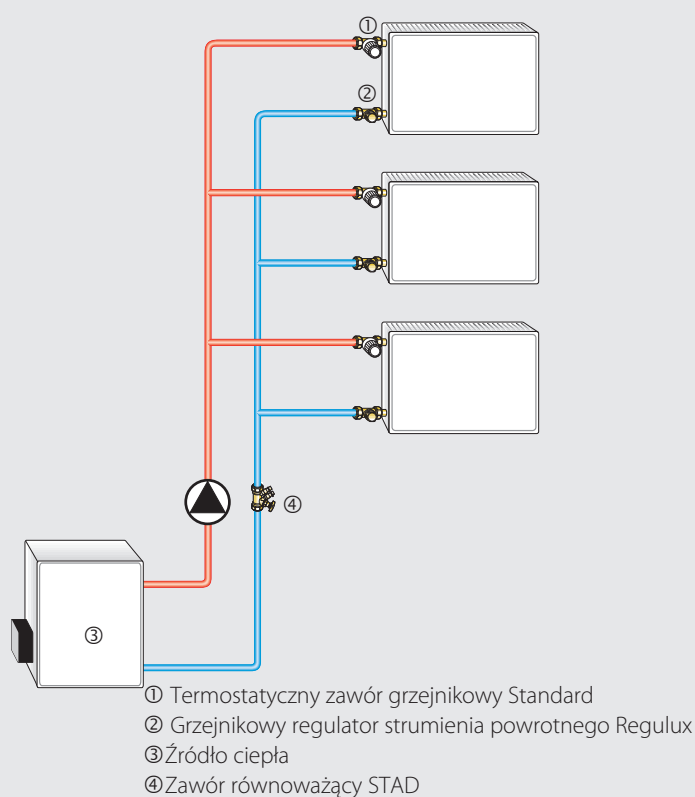 ①
②
④
③
① Termostatyczny zawór grzejnikowy Standard
② Grzejnikowy regulator strumienia powrotnego Regulux
③Źródło ciepła
④Zawór równoważący STAD